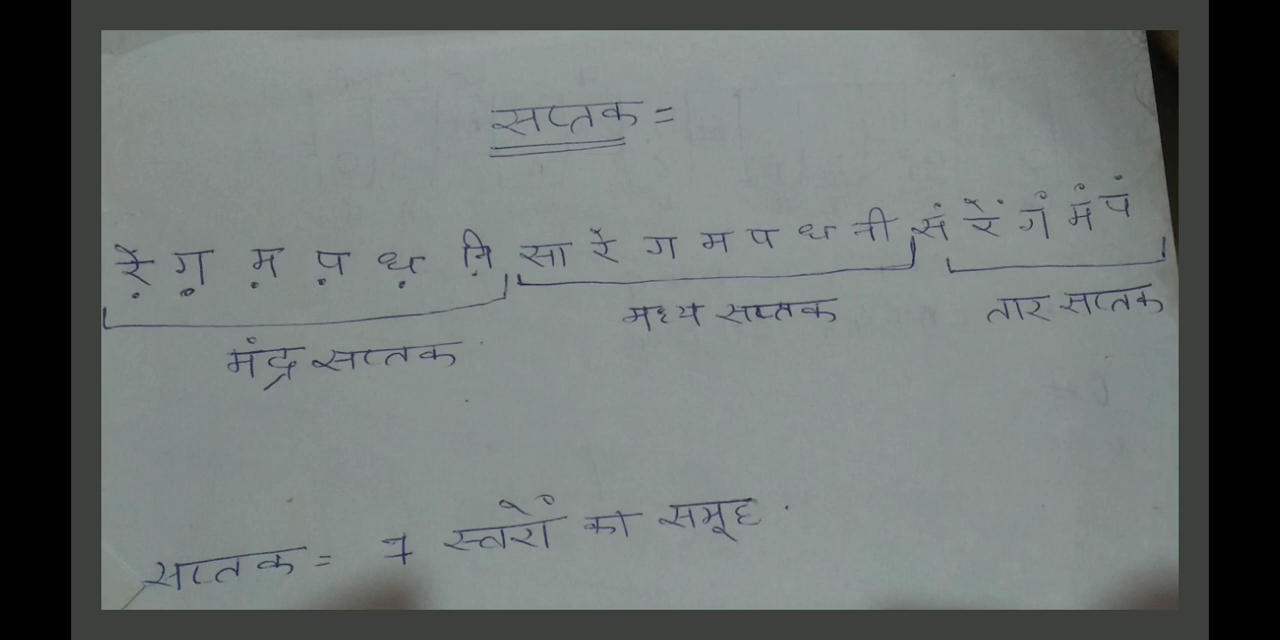 सप्तक =
रे़ ग़ म़ प़ ध़ ऩि सा रे ग म प ध नी सं रें गं मं पं
मंद्र सप्तक मध्य सप्तक तार सप्तक
सप्तक = 7 स्वरों का समूह .